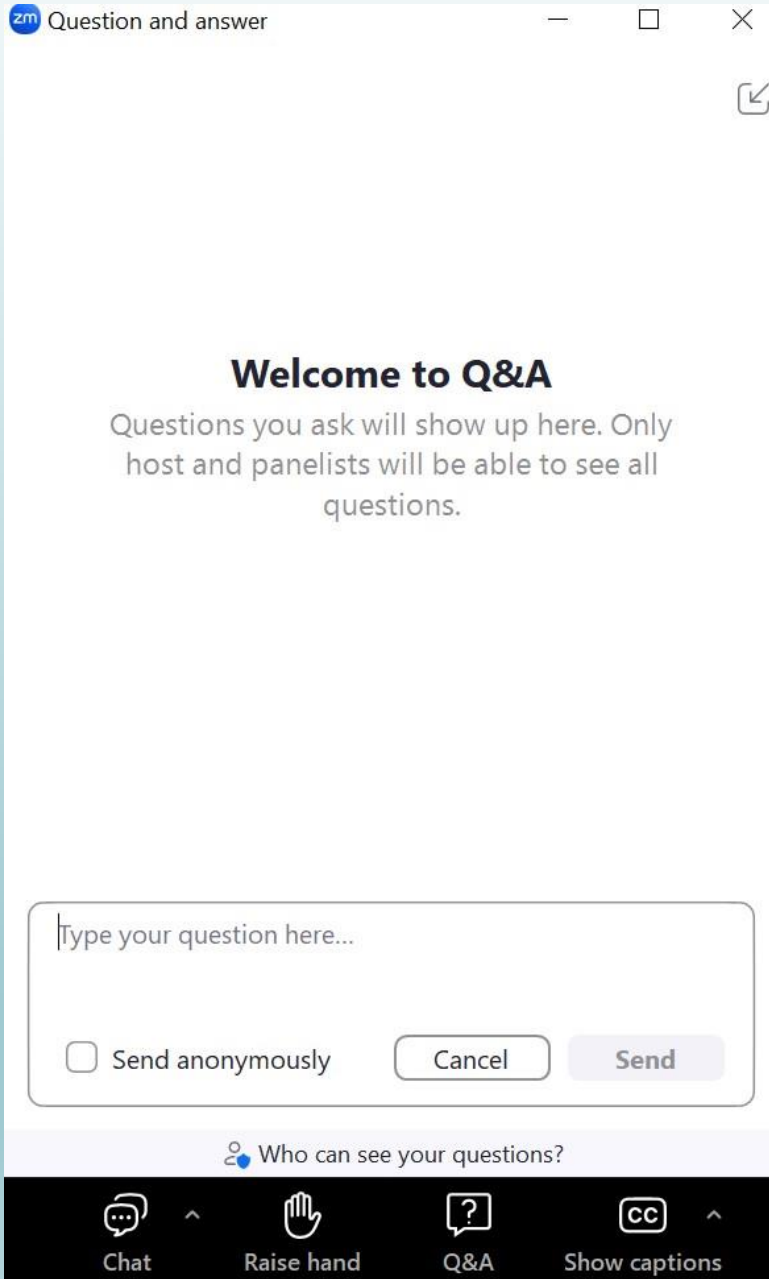 zm Question and answer
Welcome to Q&A
Questions you ask will show up here. Only
host and panelists will be able to see all
questions.
Type your question here...
Send anonymously Cancel Send
Who can see your questions?
Chat Raise hand Q&A CC Show captions